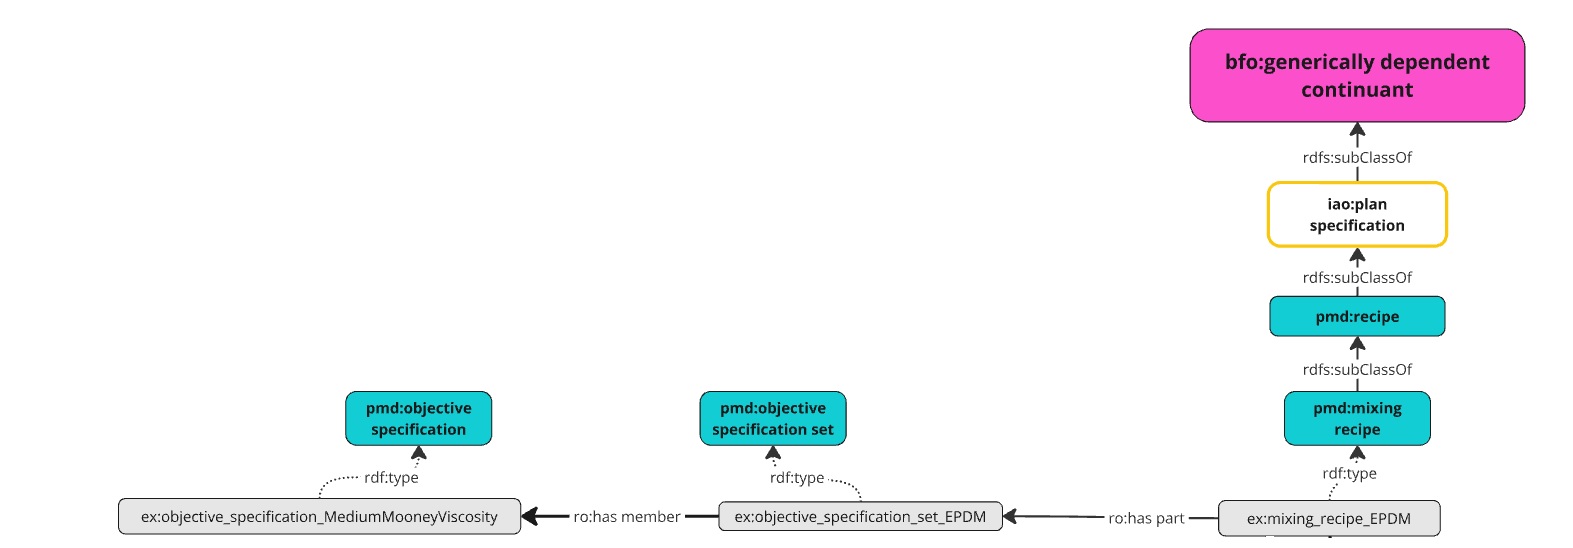 bfo:generically dependent
continuant
rdfs:subClassOf
iao:plan
specification
rdfs:subClassOf
pmd:recipe
rdfs:subClassOf
pmd:objective
specification
pmd:objective
specification set
pmd:mixing
recipe
rdf:type
rdf:type
rdf:type
ex:objective_specification_MediumMooneyViscosity
ro:has member
ex:objective_specification_set_EPDM
ro:has part
ex:mixing_recipe_EPDM